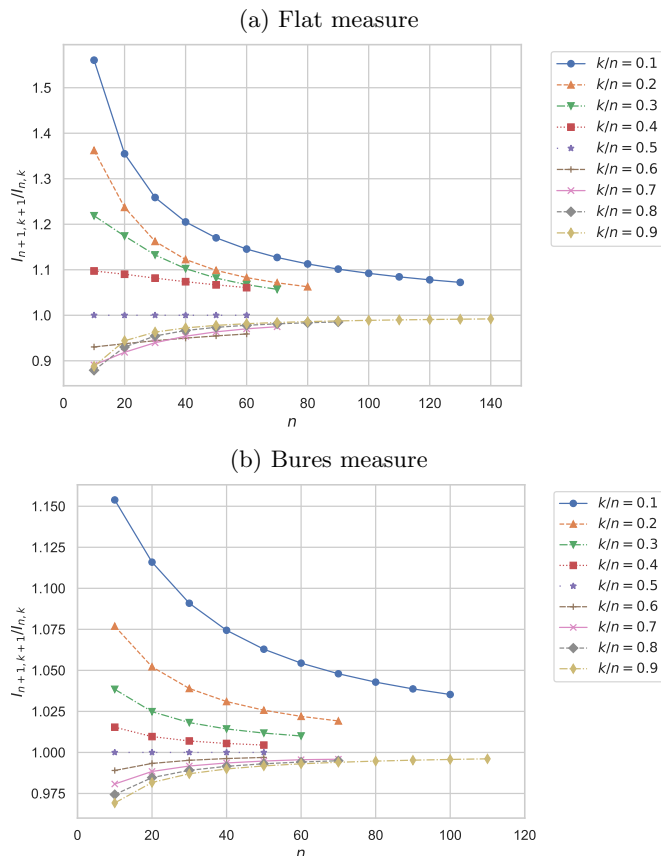 (a) Flat measure
I_{n+1,k+1}/I_{n,k}
1.5
1.4
1.3
1.2
1.1
1.0
0.9
0
20
40
60
80
100
120
140
n
k/n = 0.1
k/n = 0.2
k/n = 0.3
k/n = 0.4
k/n = 0.5
k/n = 0.6
k/n = 0.7
k/n = 0.8
k/n = 0.9
(b) Bures measure
I_{n+1,k+1}/I_{n,k}
1.150
1.125
1.100
1.075
1.050
1.025
1.000
0.975
0
20
40
60
80
100
120
n
k/n = 0.1
k/n = 0.2
k/n = 0.3
k/n = 0.4
k/n = 0.5
k/n = 0.6
k/n = 0.7
k/n = 0.8
k/n = 0.9